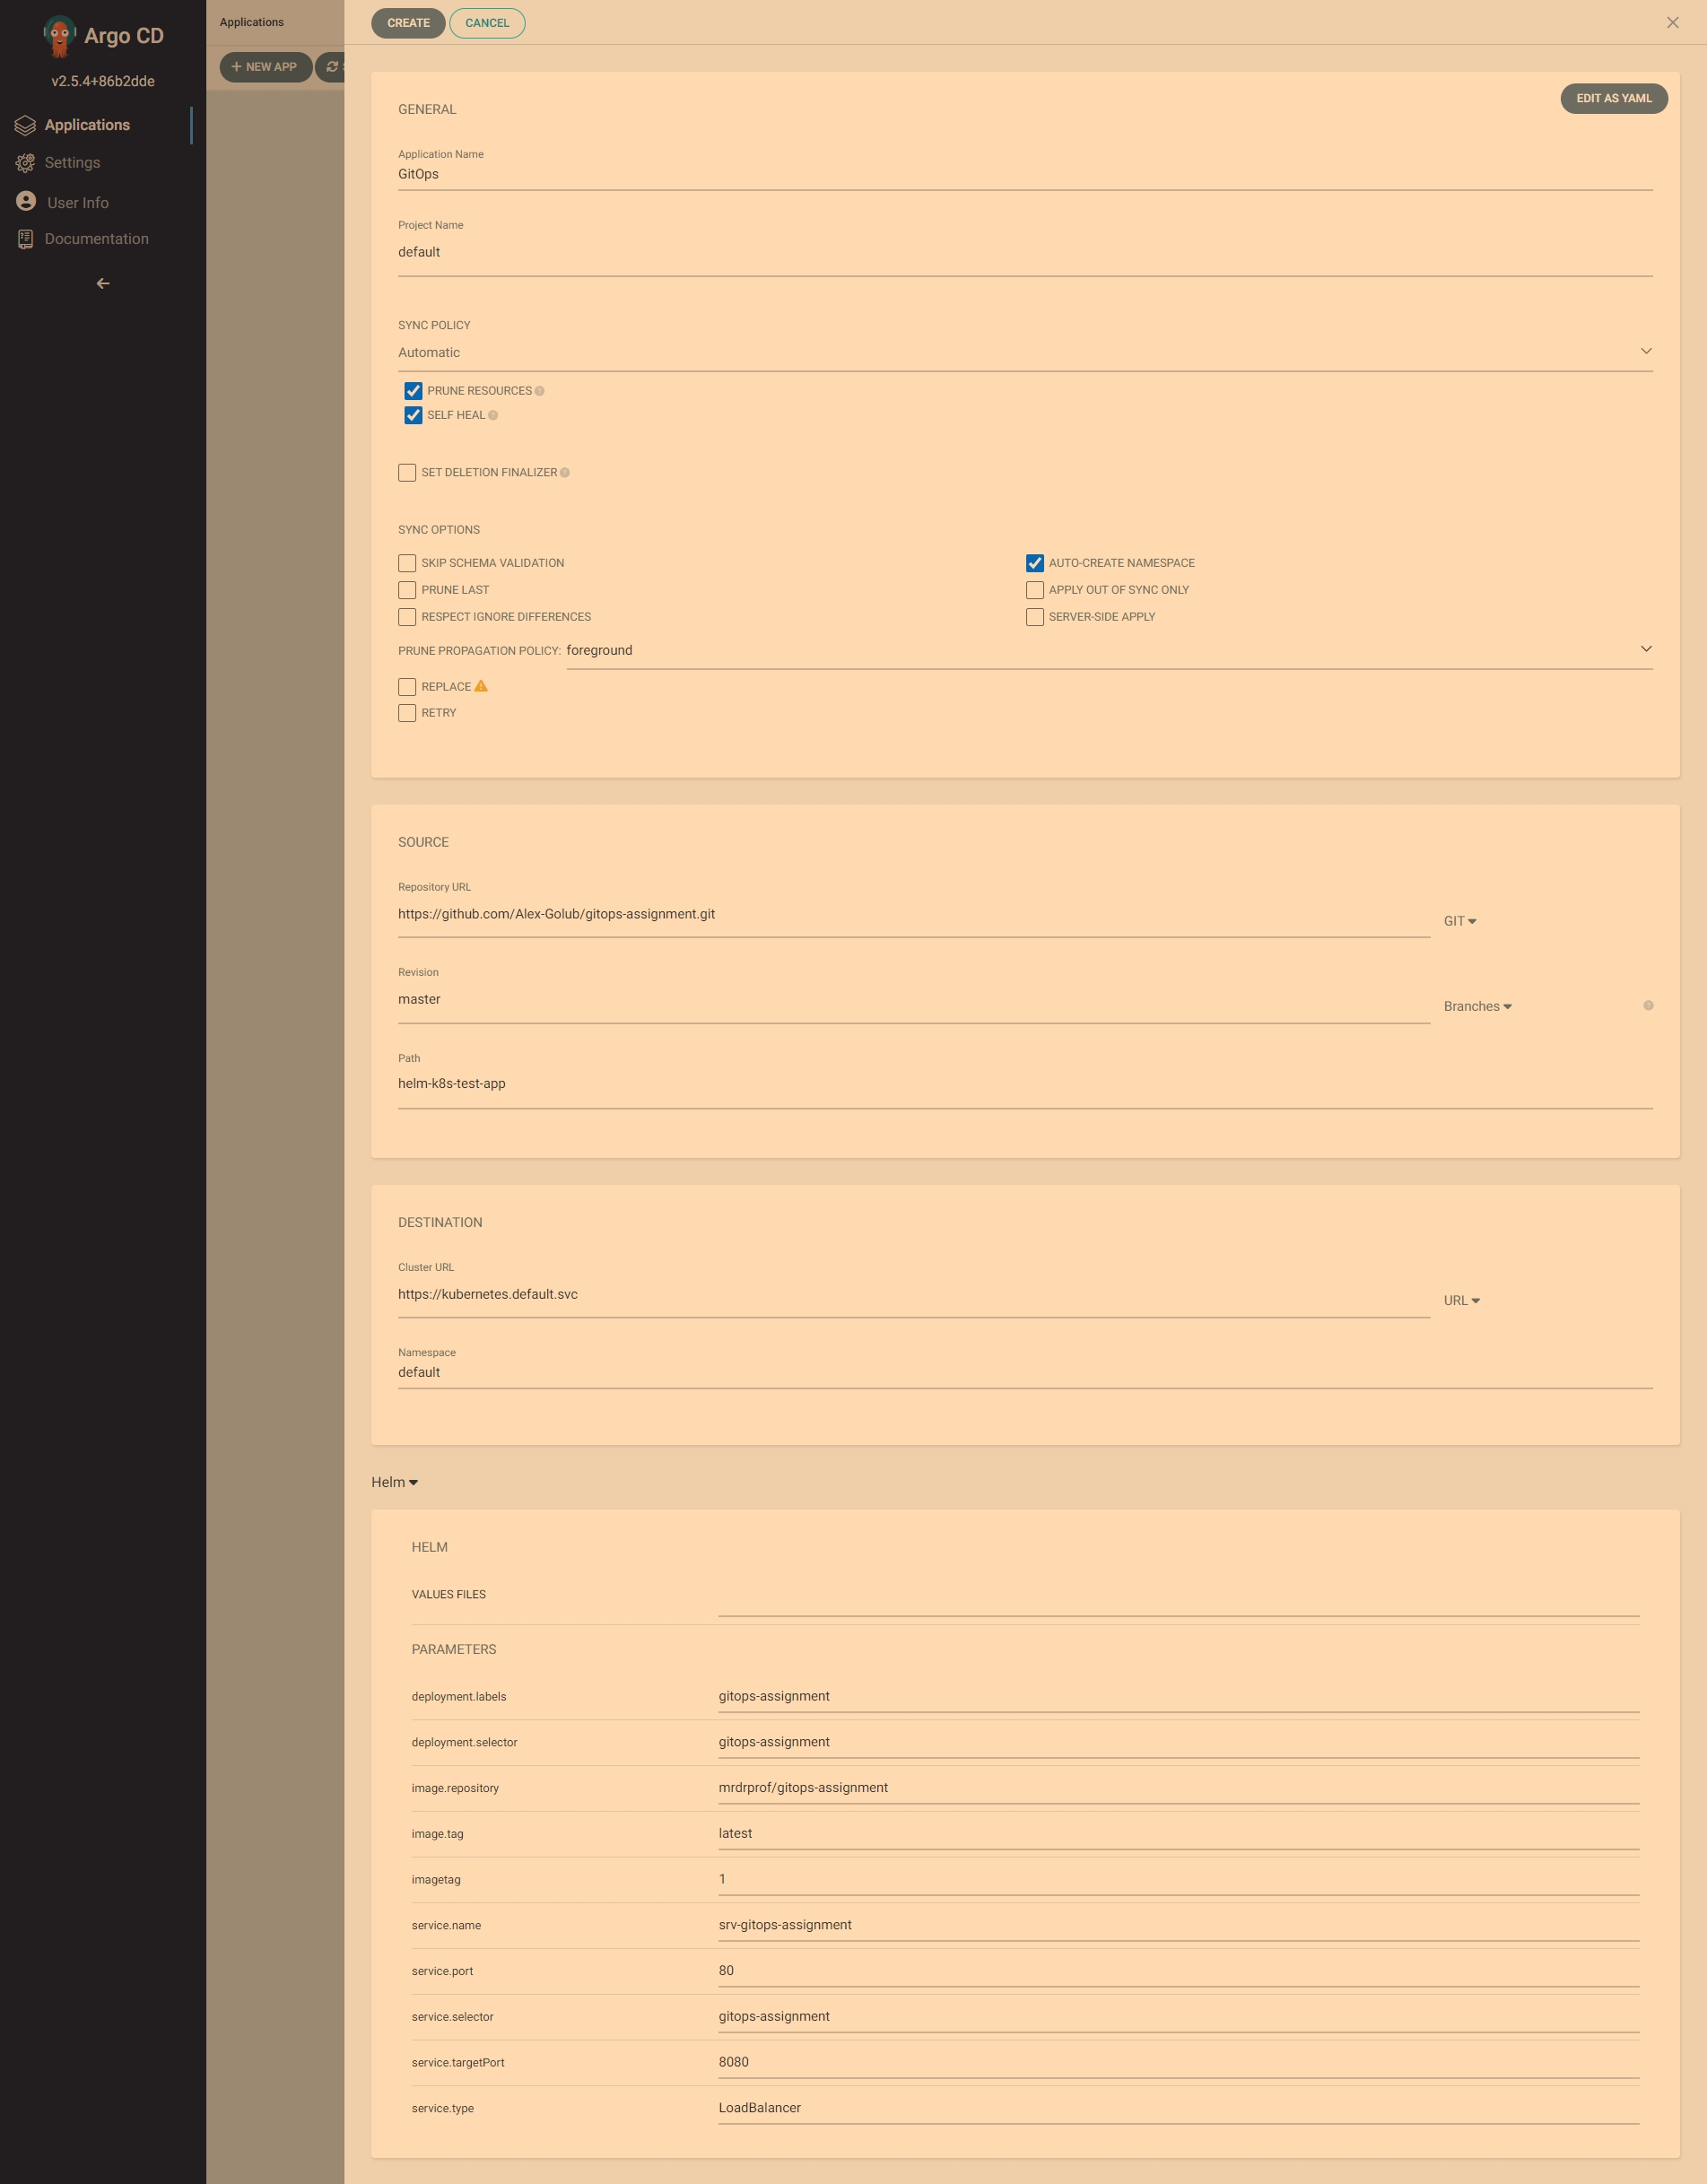 Argo CD
v2.5.4+86b2dde
Applications
Settings
User Info
Documentation
Applications
+ NEW APP
CREATE
CANCEL
GENERAL
EDIT AS YAML
Application Name
GitOps
Project Name
default
SYNC POLICY
Automatic
PRUNE RESOURCES
SELF HEAL
SET DELETION FINALIZER
SYNC OPTIONS
SKIP SCHEMA VALIDATION
AUTO-CREATE NAMESPACE
PRUNE LAST
APPLY OUT OF SYNC ONLY
RESPECT IGNORE DIFFERENCES
SERVER-SIDE APPLY
PRUNE PROPAGATION POLICY: foreground
REPLACE
RETRY
SOURCE
Repository URL
https://github.com/Alex-Golub/gitops-assignment.git
GIT
Revision
master
Branches
Path
helm-k8s-test-app
DESTINATION
Cluster URL
https://kubernetes.default.svc
URL
Namespace
default
Helm
HELM
VALUES FILES
PARAMETERS
deployment.labels gitops-assignment
deployment.selector gitops-assignment
image.repository mrdrprof/gitops-assignment
image.tag latest
imagetag 1
service.name srv-gitops-assignment
service.port 80
service.selector gitops-assignment
service.targetPort 8080
service.type LoadBalancer